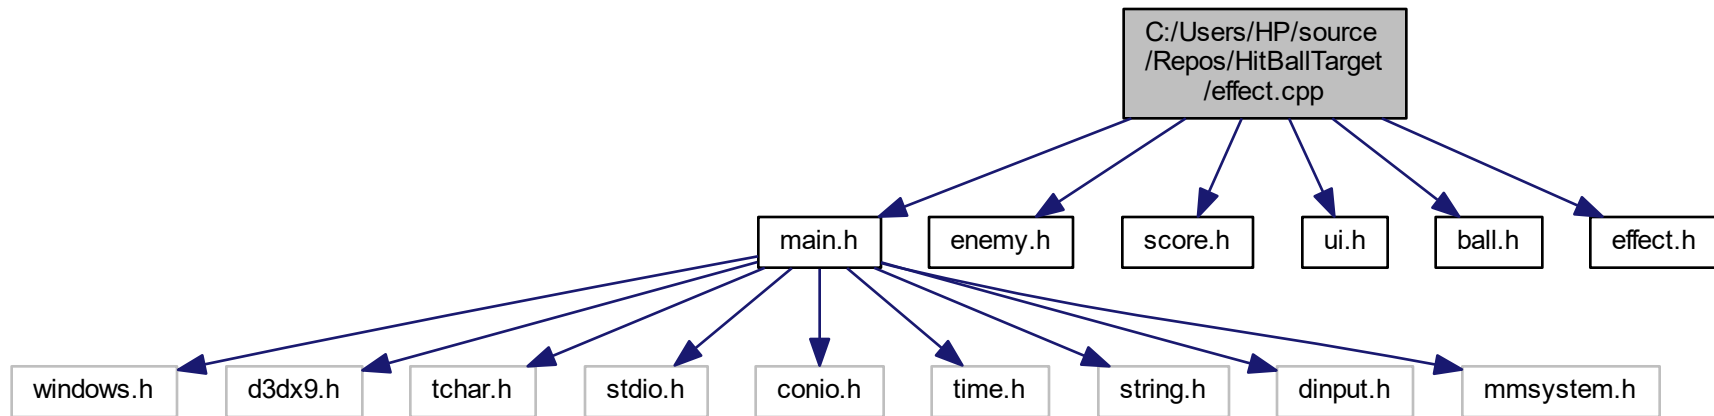 C:/Users/HP/source
/Repos/HitBallTarget
/effect.cpp
main.h
enemy.h
score.h
ui.h
ball.h
effect.h
windows.h
d3dx9.h
tchar.h
stdio.h
conio.h
time.h
string.h
dinput.h
mmsystem.h